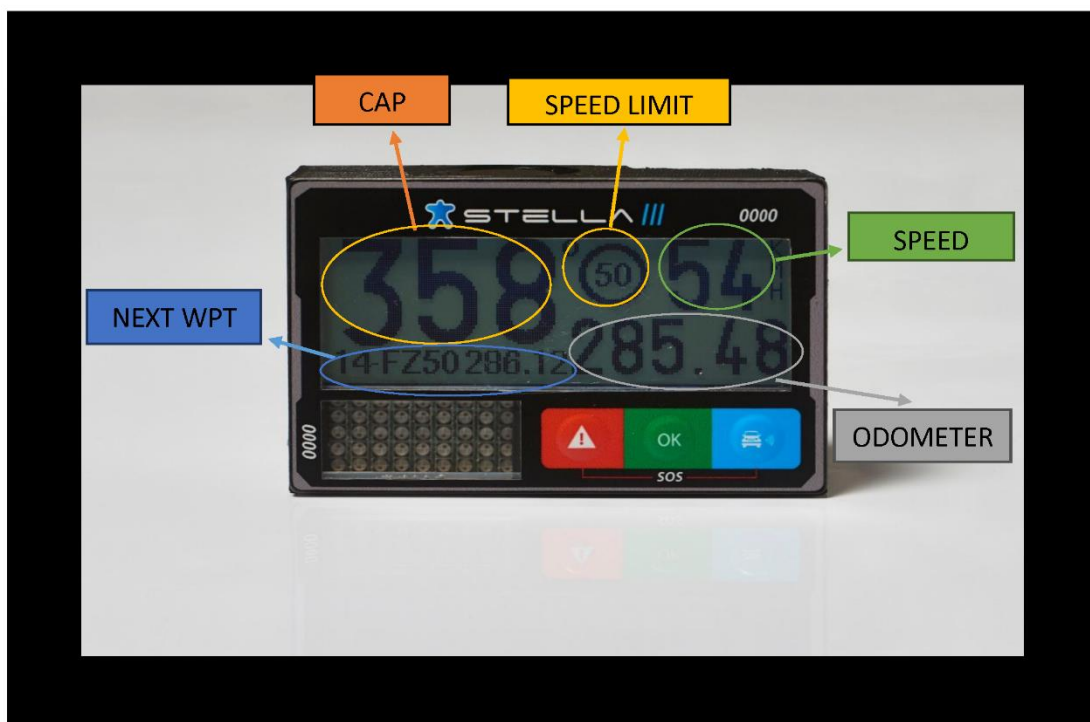 CAP
SPEED LIMIT
STELLA III
0000
358
50
54
K
H
SPEED
NEXT WPT
14-FZ50 286.12
285.48
ODOMETER
0000
OK
SOS